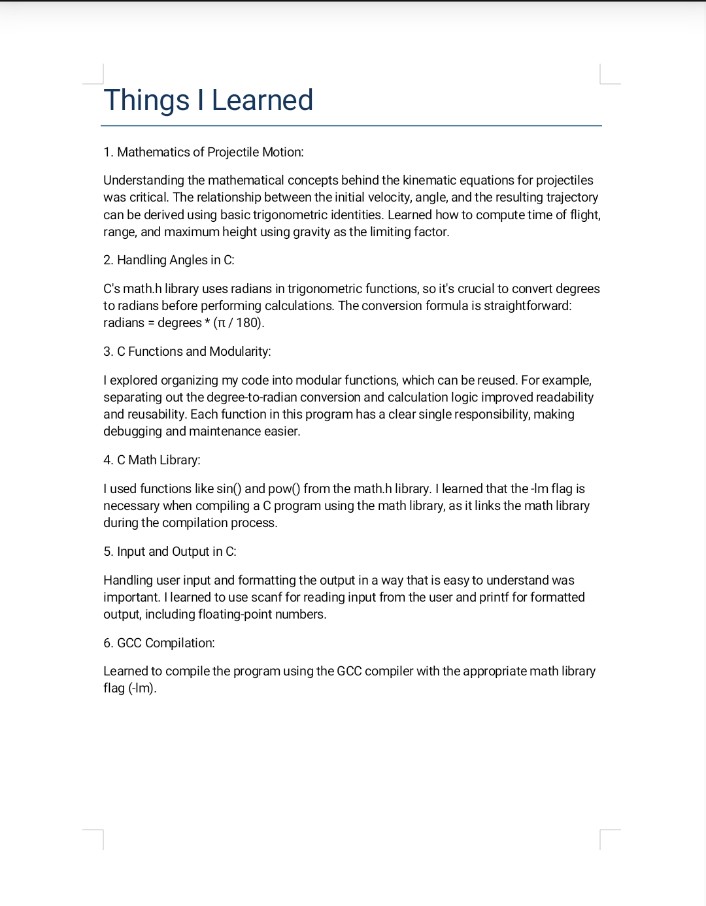 Things I Learned
1. Mathematics of Projectile Motion:
Understanding the mathematical concepts behind the kinematic equations for projectiles
was critical. The relationship between the initial velocity, angle, and the resulting trajectory
can be derived using basic trigonometric identities. Learned how to compute time of flight,
range, and maximum height using gravity as the limiting factor.
2. Handling Angles in C:
C's math.h library uses radians in trigonometric functions, so it's crucial to convert degrees
to radians before performing calculations. The conversion formula is straightforward:
radians = degrees * (π / 180).
3. C Functions and Modularity:
I explored organizing my code into modular functions, which can be reused. For example,
separating out the degree-to-radian conversion and calculation logic improved readability
and reusability. Each function in this program has a clear single responsibility, making
debugging and maintenance easier.
4. C Math Library:
I used functions like sin() and pow() from the math.h library. I learned that the -lm flag is
necessary when compiling a C program using the math library, as it links the math library
during the compilation process.
5. Input and Output in C:
Handling user input and formatting the output in a way that is easy to understand was
important. I learned to use scanf for reading input from the user and printf for formatted
output, including floating-point numbers.
6. GCC Compilation:
Learned to compile the program using the GCC compiler with the appropriate math library
flag (-lm).